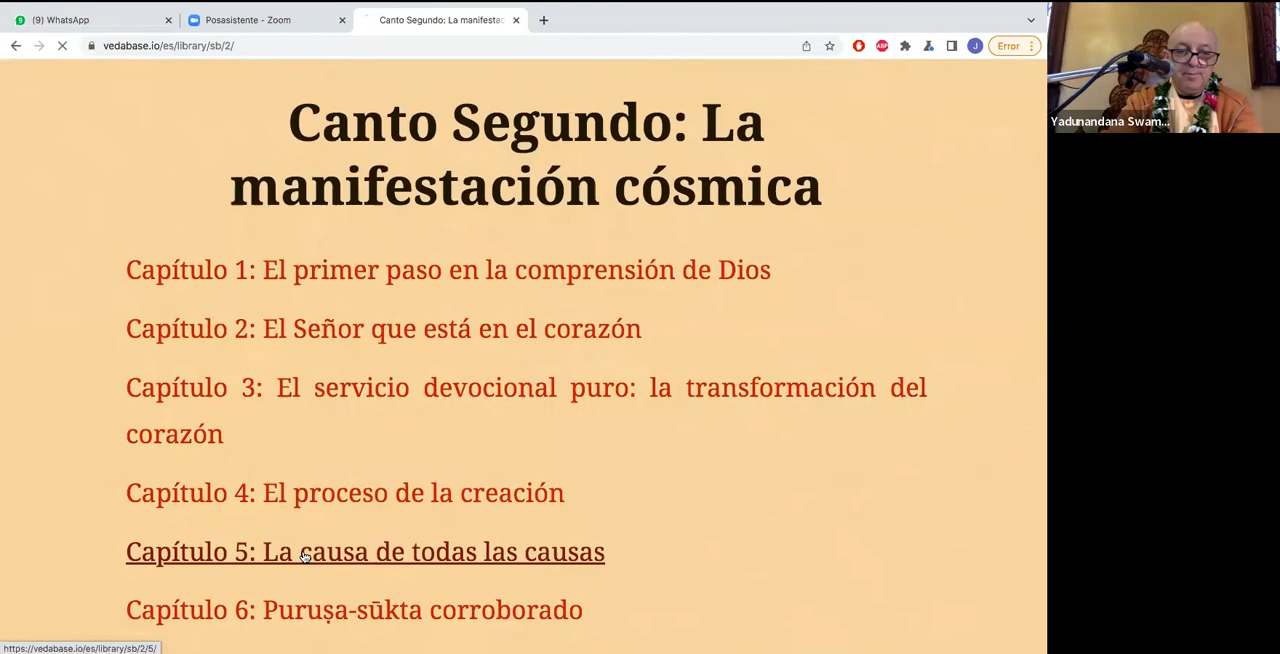 (9) WhatsApp
Posasistente - Zoom
Canto Segundo: La manifestac
vedabase.io/es/library/sb/2/
ABP
J
Error
Yadunandana Swam...
Canto Segundo: La
manifestación cósmica
Capítulo 1: El primer paso en la comprensión de Dios
Capítulo 2: El Señor que está en el corazón
Capítulo 3: El servicio devocional puro: la transformación del
corazón
Capítulo 4: El proceso de la creación
Capítulo 5: La causa de todas las causas
Capítulo 6: Puruṣa-sūkta corroborado
https://vedabase.io/es/library/sb/2/5/